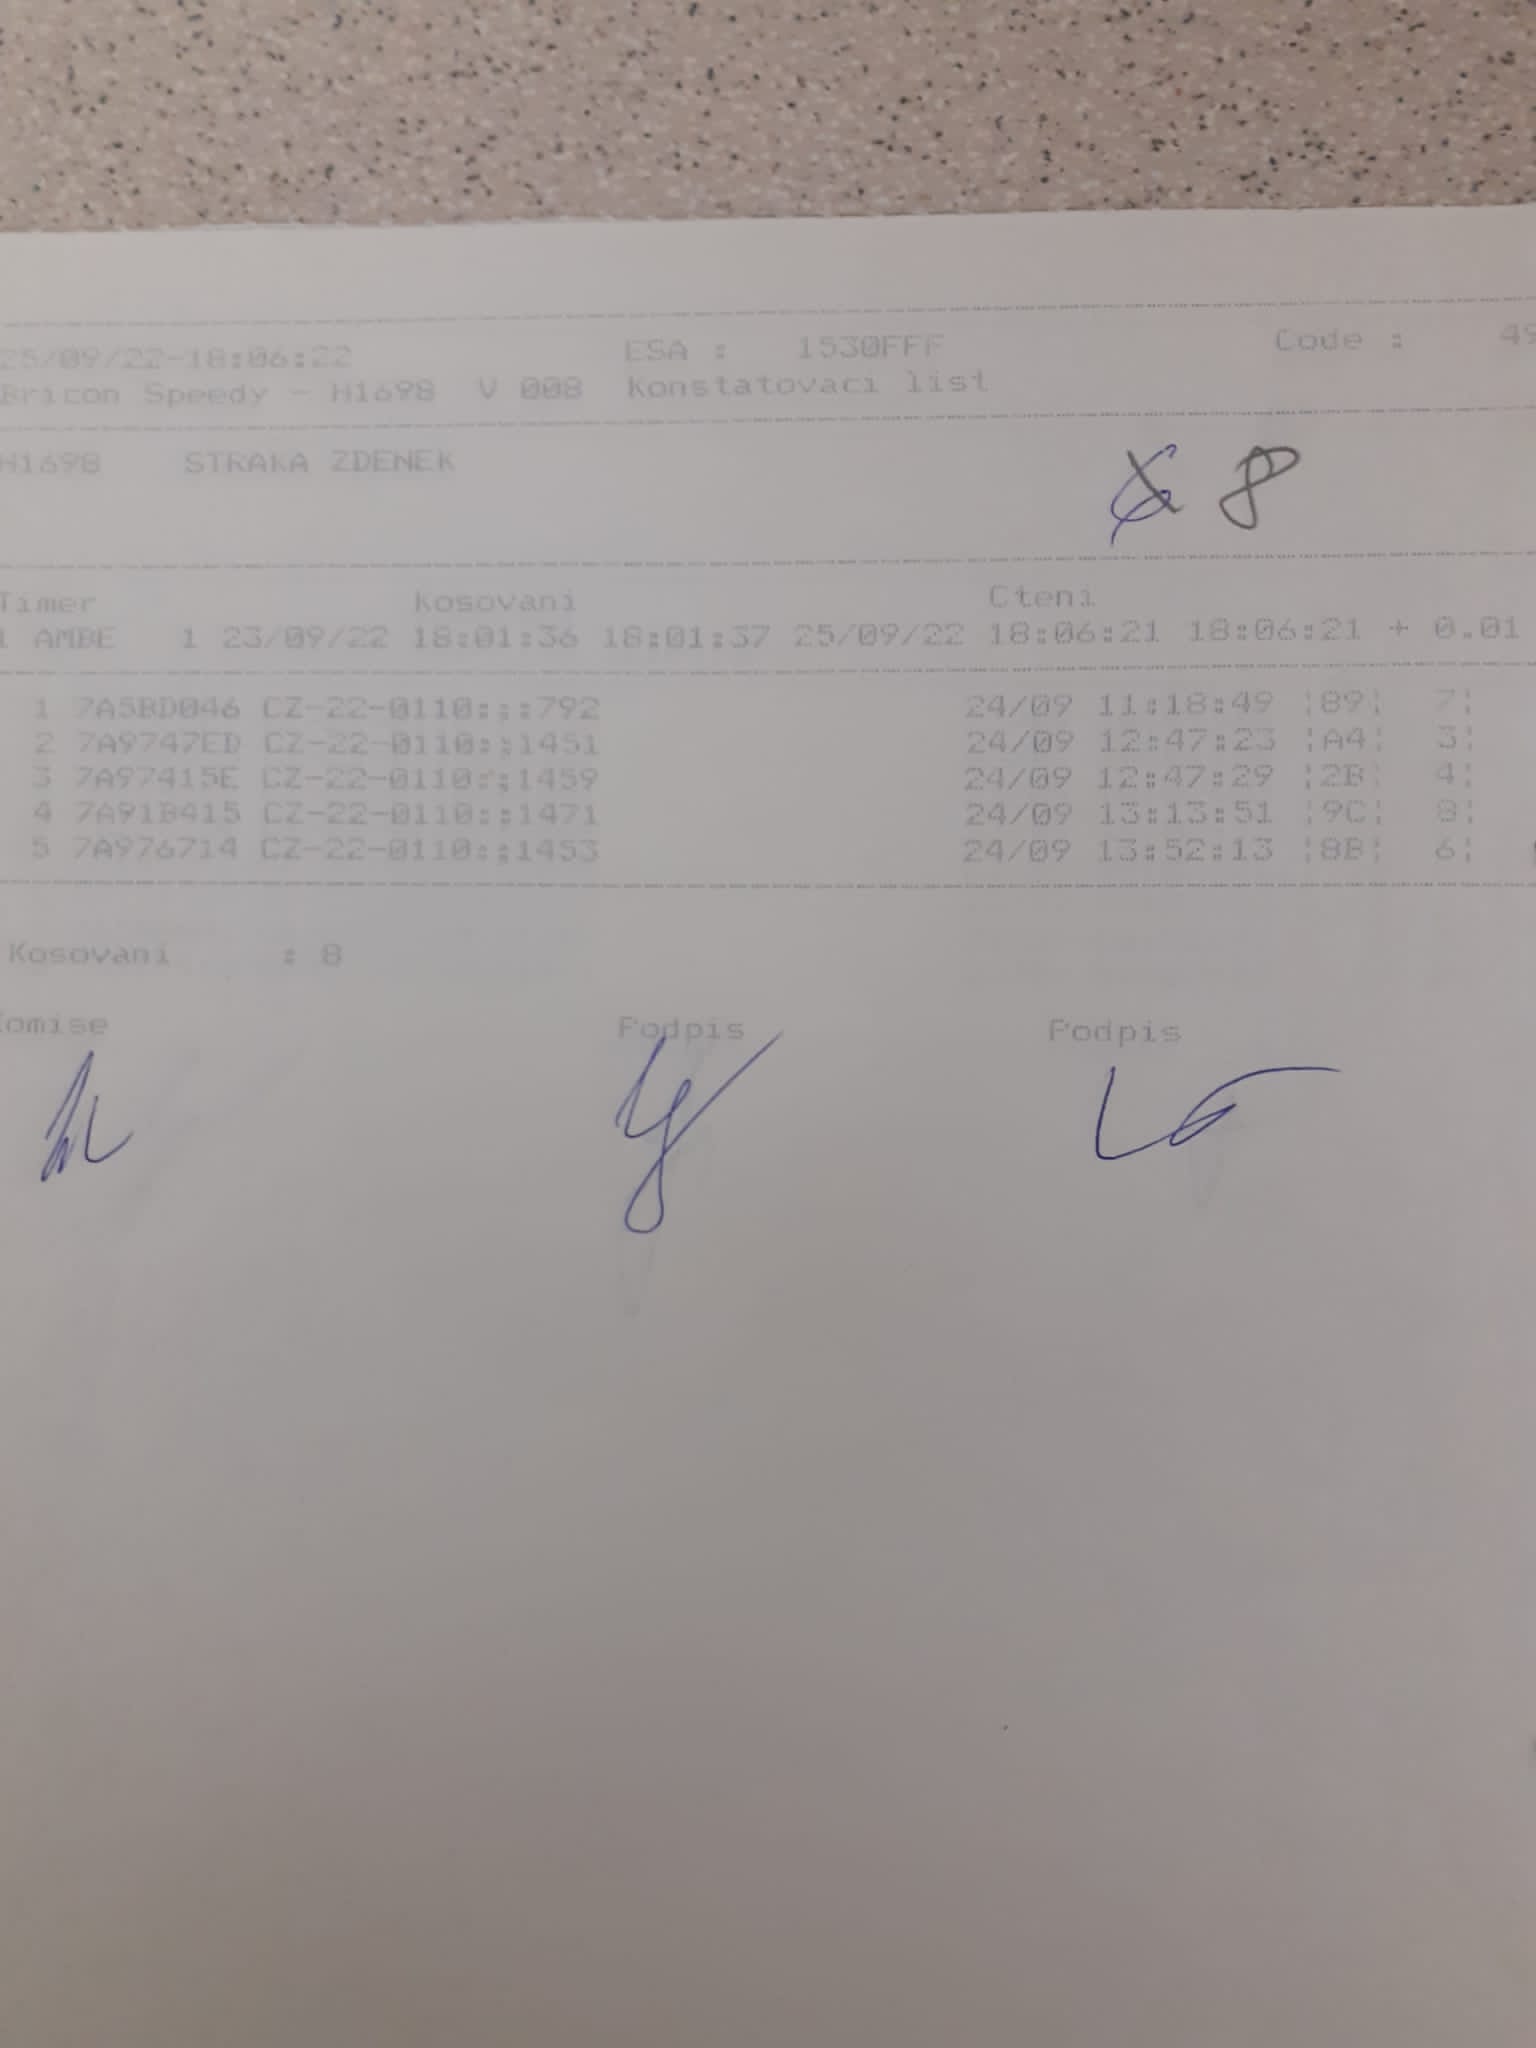 25/09/22-18:06:22 ESA : 1530FFF Code : 49
Bricon Speedy - H1698 V 008 Konstatovaci list
H1698 STRAKA ZDENEK
8
Timer Kosovani Cteni
1 AMBE 1 23/09/22 18:01:36 18:01:37 25/09/22 18:06:21 18:06:21 + 0.01
1 7A5BD046 CZ-22-0110:;:792 24/09 11:18:49 ¦89¦ 7¦
2 7A9747ED CZ-22-0110:;1451 24/09 12:47:23 ¦A4¦ 3¦
3 7A97415E CZ-22-0110:;1459 24/09 12:47:29 ¦2B¦ 4¦
4 7A91B415 CZ-22-0110:;1471 24/09 13:13:51 ¦9C¦ 8¦
5 7A976714 CZ-22-0110:;1453 24/09 13:52:13 ¦8B¦ 6¦
Kosovani : 8
Komise Podpis Podpis